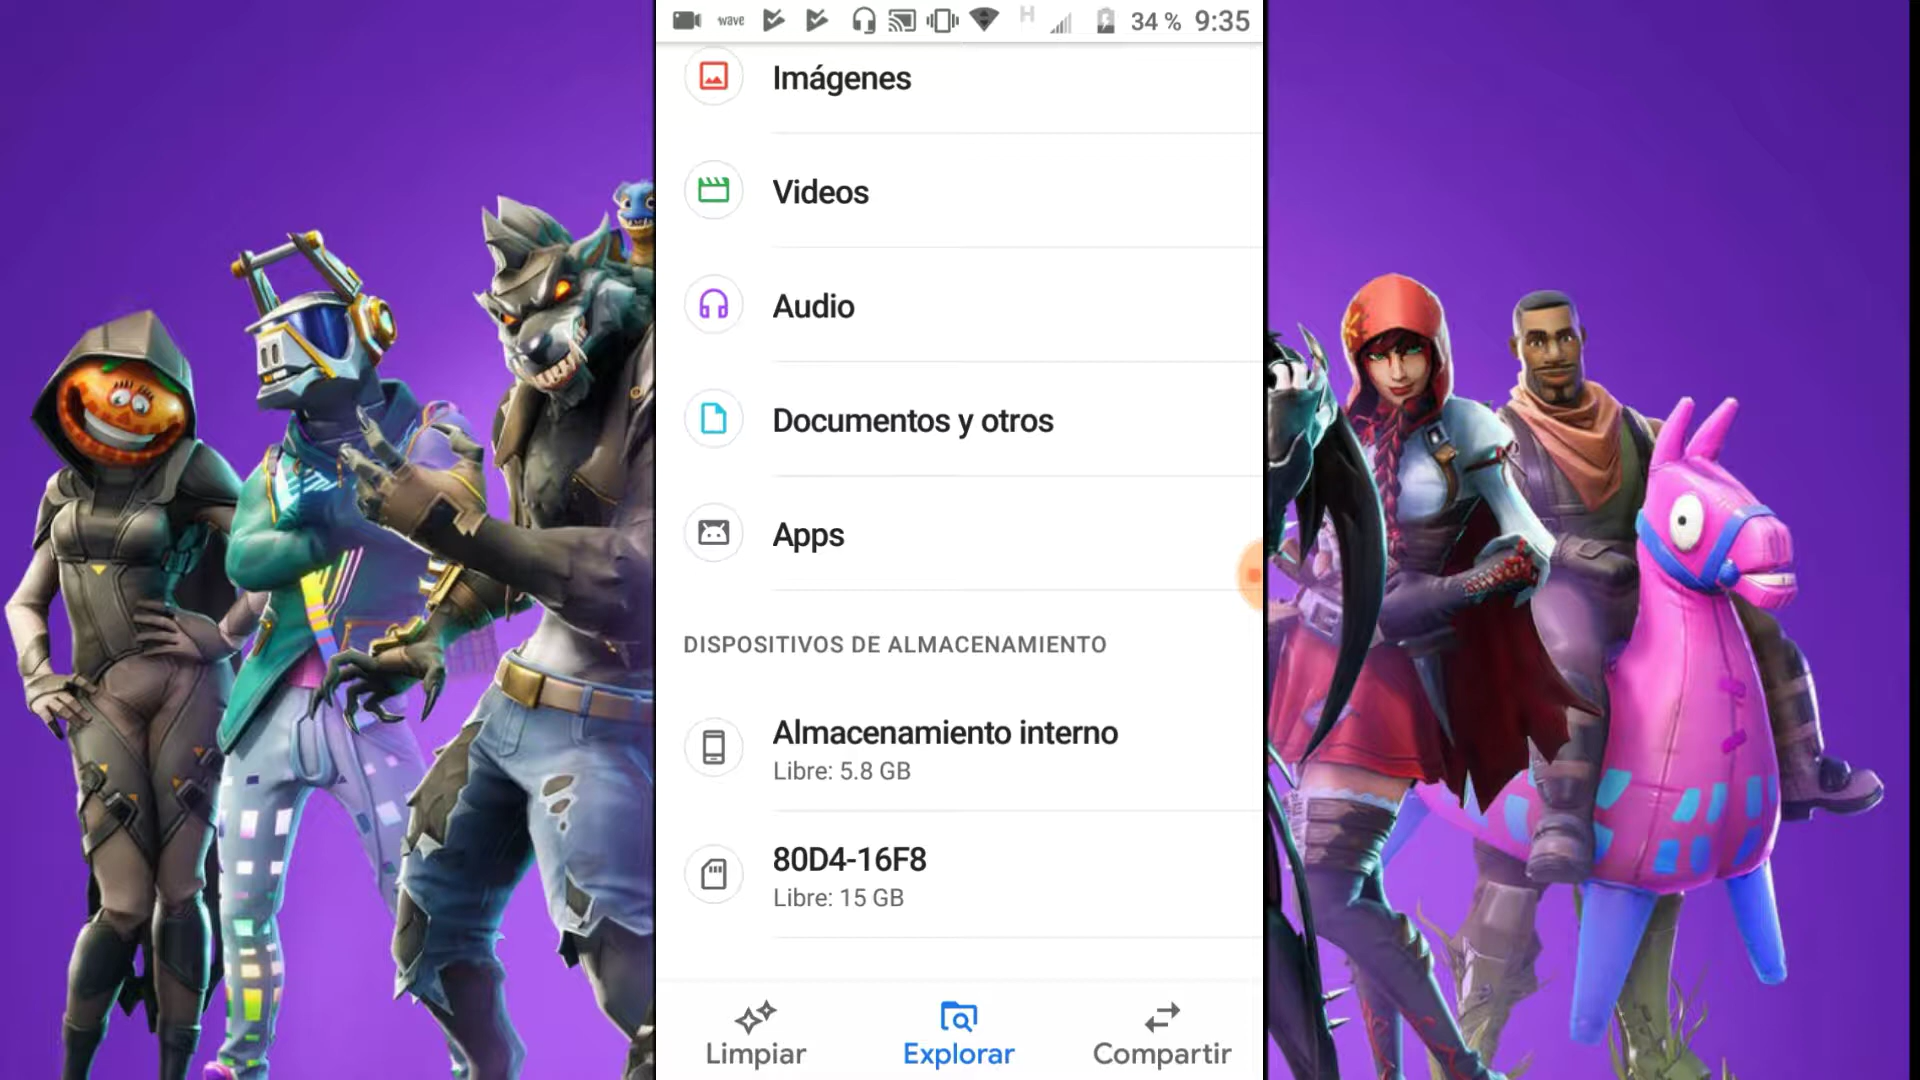 wave H 34 % 9:35
Imágenes
Videos
Audio
Documentos y otros
Apps
DISPOSITIVOS DE ALMACENAMIENTO
Almacenamiento interno
Libre: 5.8 GB
80D4-16F8
Libre: 15 GB
Limpiar Explorar Compartir